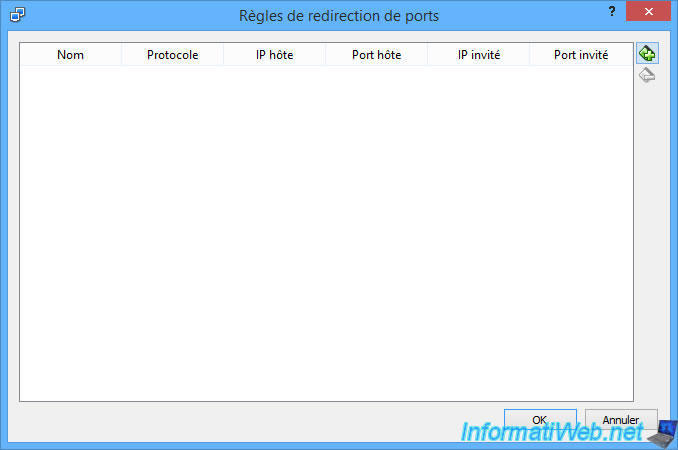 Règles de redirection de ports
?
Nom Protocole IP hôte Port hôte IP invité Port invité
OK Annuler
InformatiWeb.net